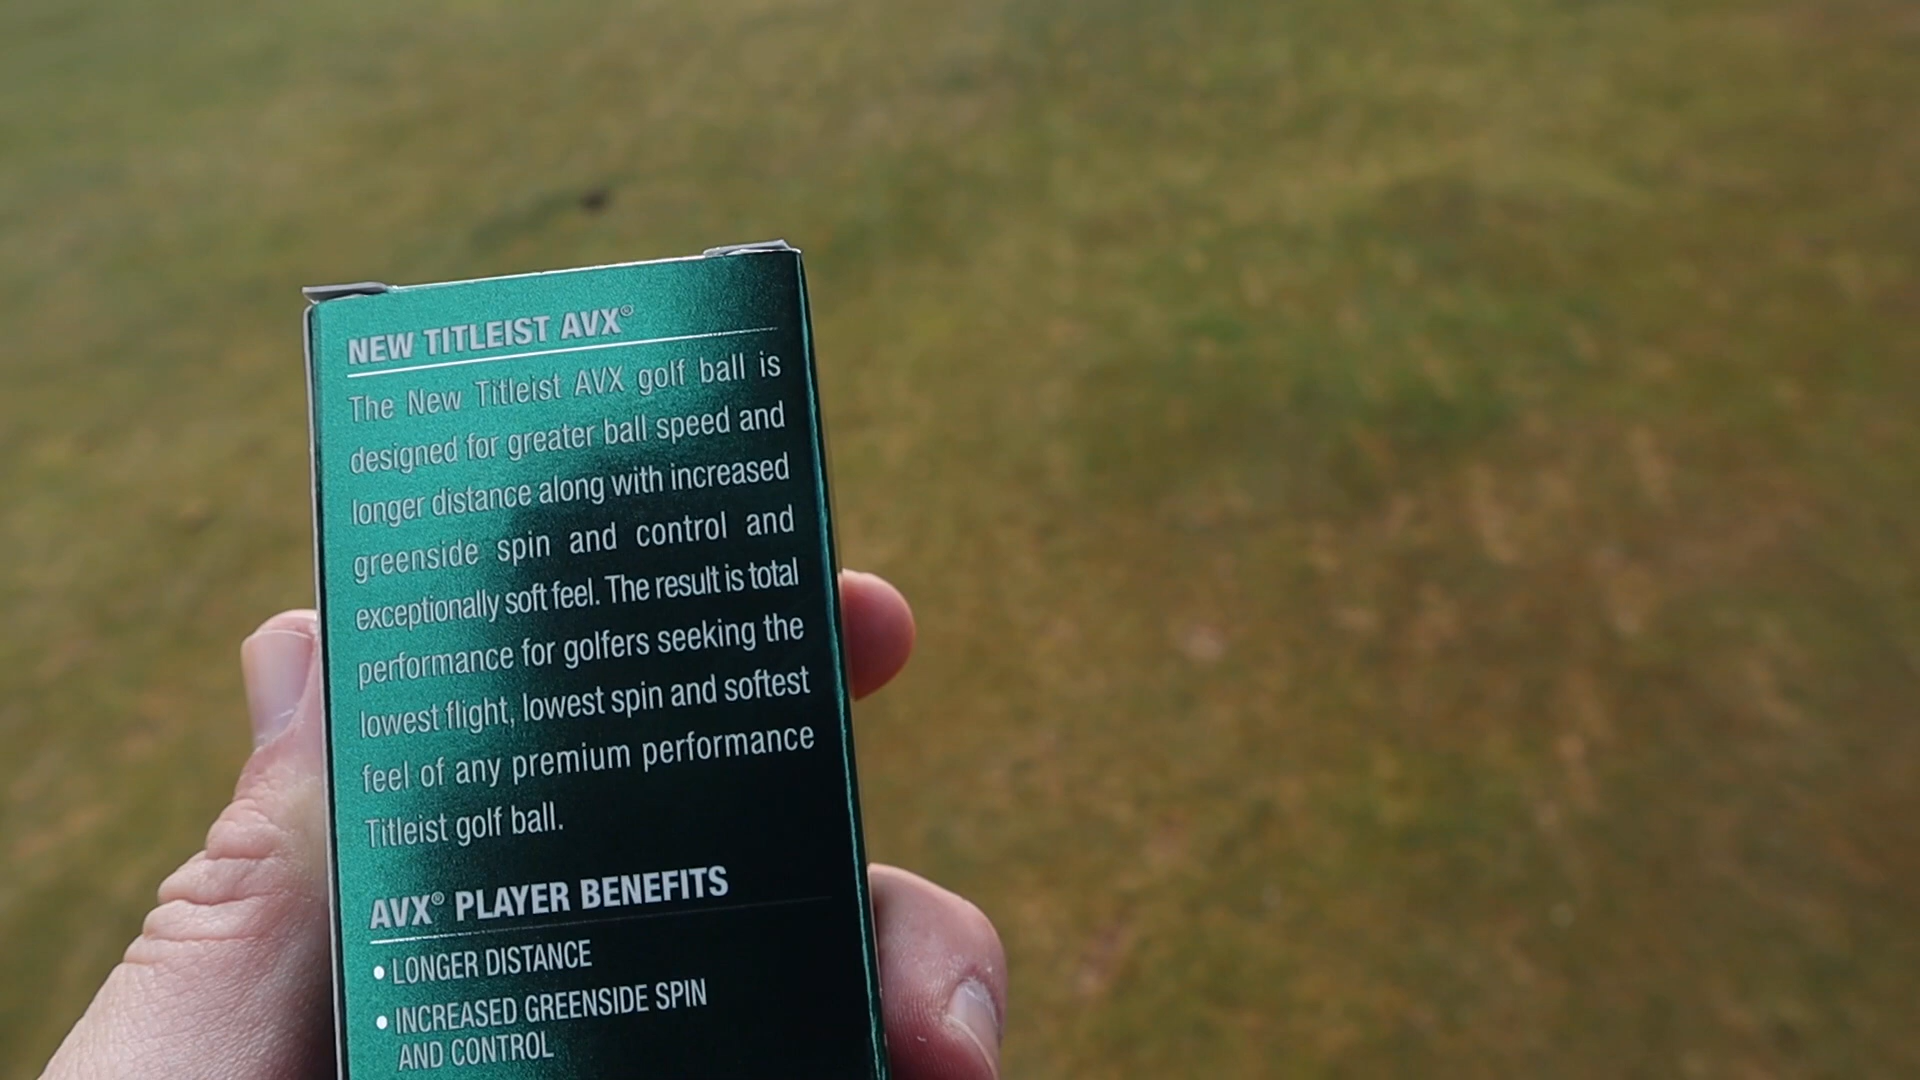 NEW TITLEIST AVX®
The New Titleist AVX golf ball is
designed for greater ball speed and
longer distance along with increased
greenside spin and control and
exceptionally soft feel. The result is total
performance for golfers seeking the
lowest flight, lowest spin and softest
feel of any premium performance
Titleist golf ball.
AVX® PLAYER BENEFITS
• LONGER DISTANCE
• INCREASED GREENSIDE SPIN
AND CONTROL